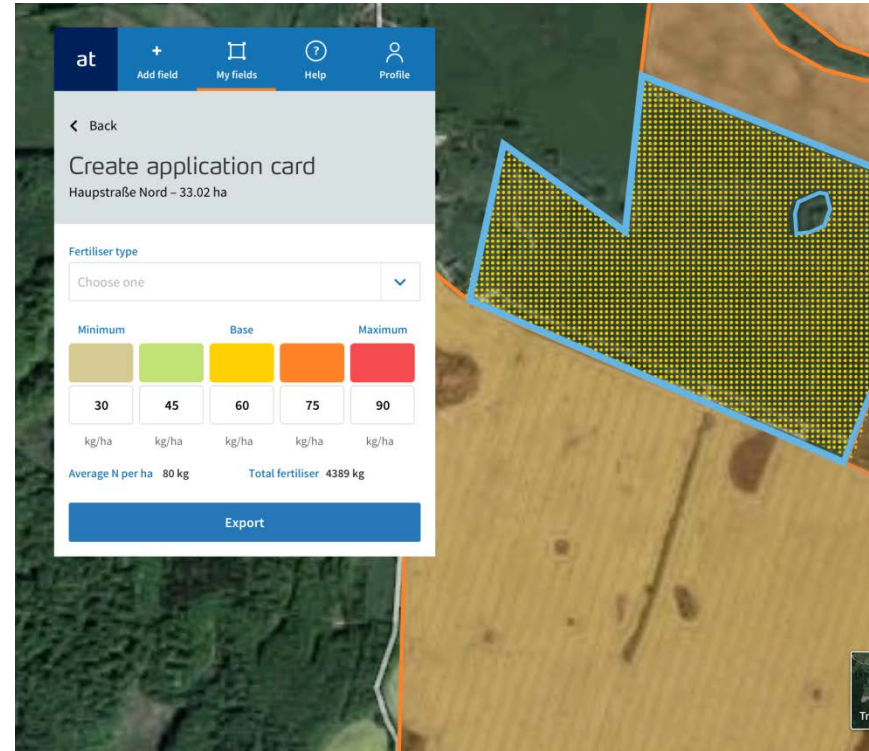 at
+
Add field
My fields
?
Help
Profile
Back
Create application card
Haupstraße Nord – 33.02 ha
Fertiliser type
Choose one
Minimum Base Maximum
30 45 60 75 90
kg/ha kg/ha kg/ha kg/ha kg/ha
Average N per ha 80 kg Total fertiliser 4389 kg
Export